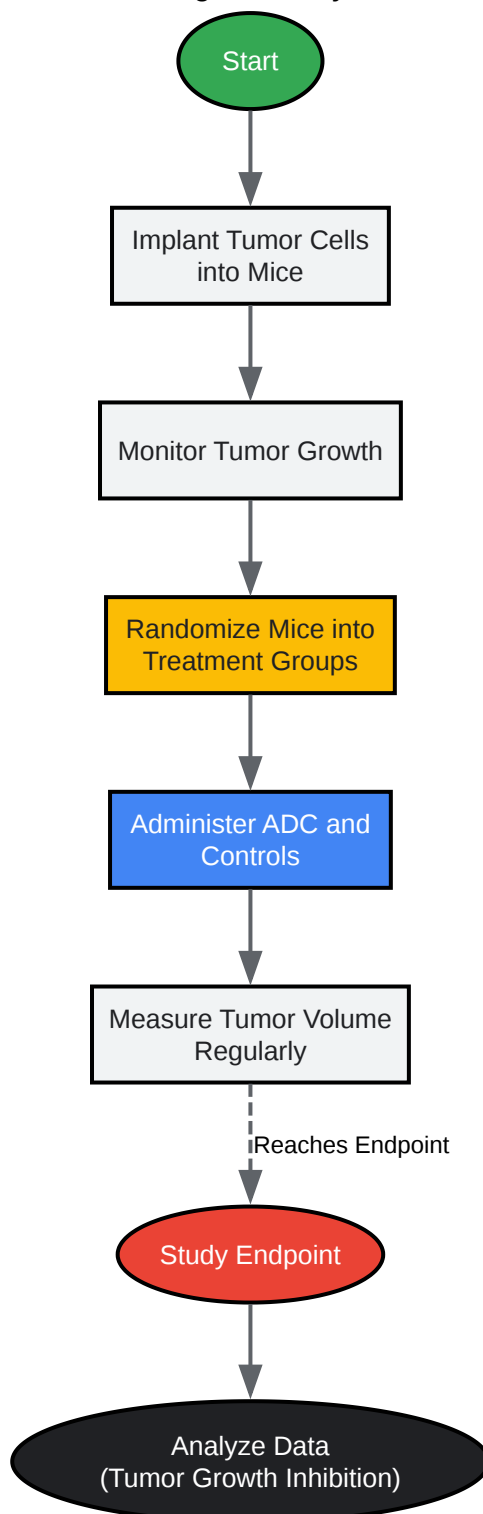 Start
Implant Tumor Cells
into Mice
Monitor Tumor Growth
Randomize Mice into
Treatment Groups
Administer ADC and
Controls
Measure Tumor Volume
Regularly
Reaches Endpoint
Study Endpoint
Analyze Data
(Tumor Growth Inhibition)